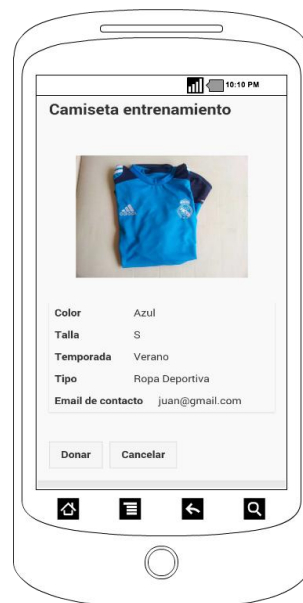 10:10 PM
Camiseta entrenamiento
adidas
Color Azul
Talla S
Temporada Verano
Tipo Ropa Deportiva
Email de contacto juan@gmail.com
Donar Cancelar